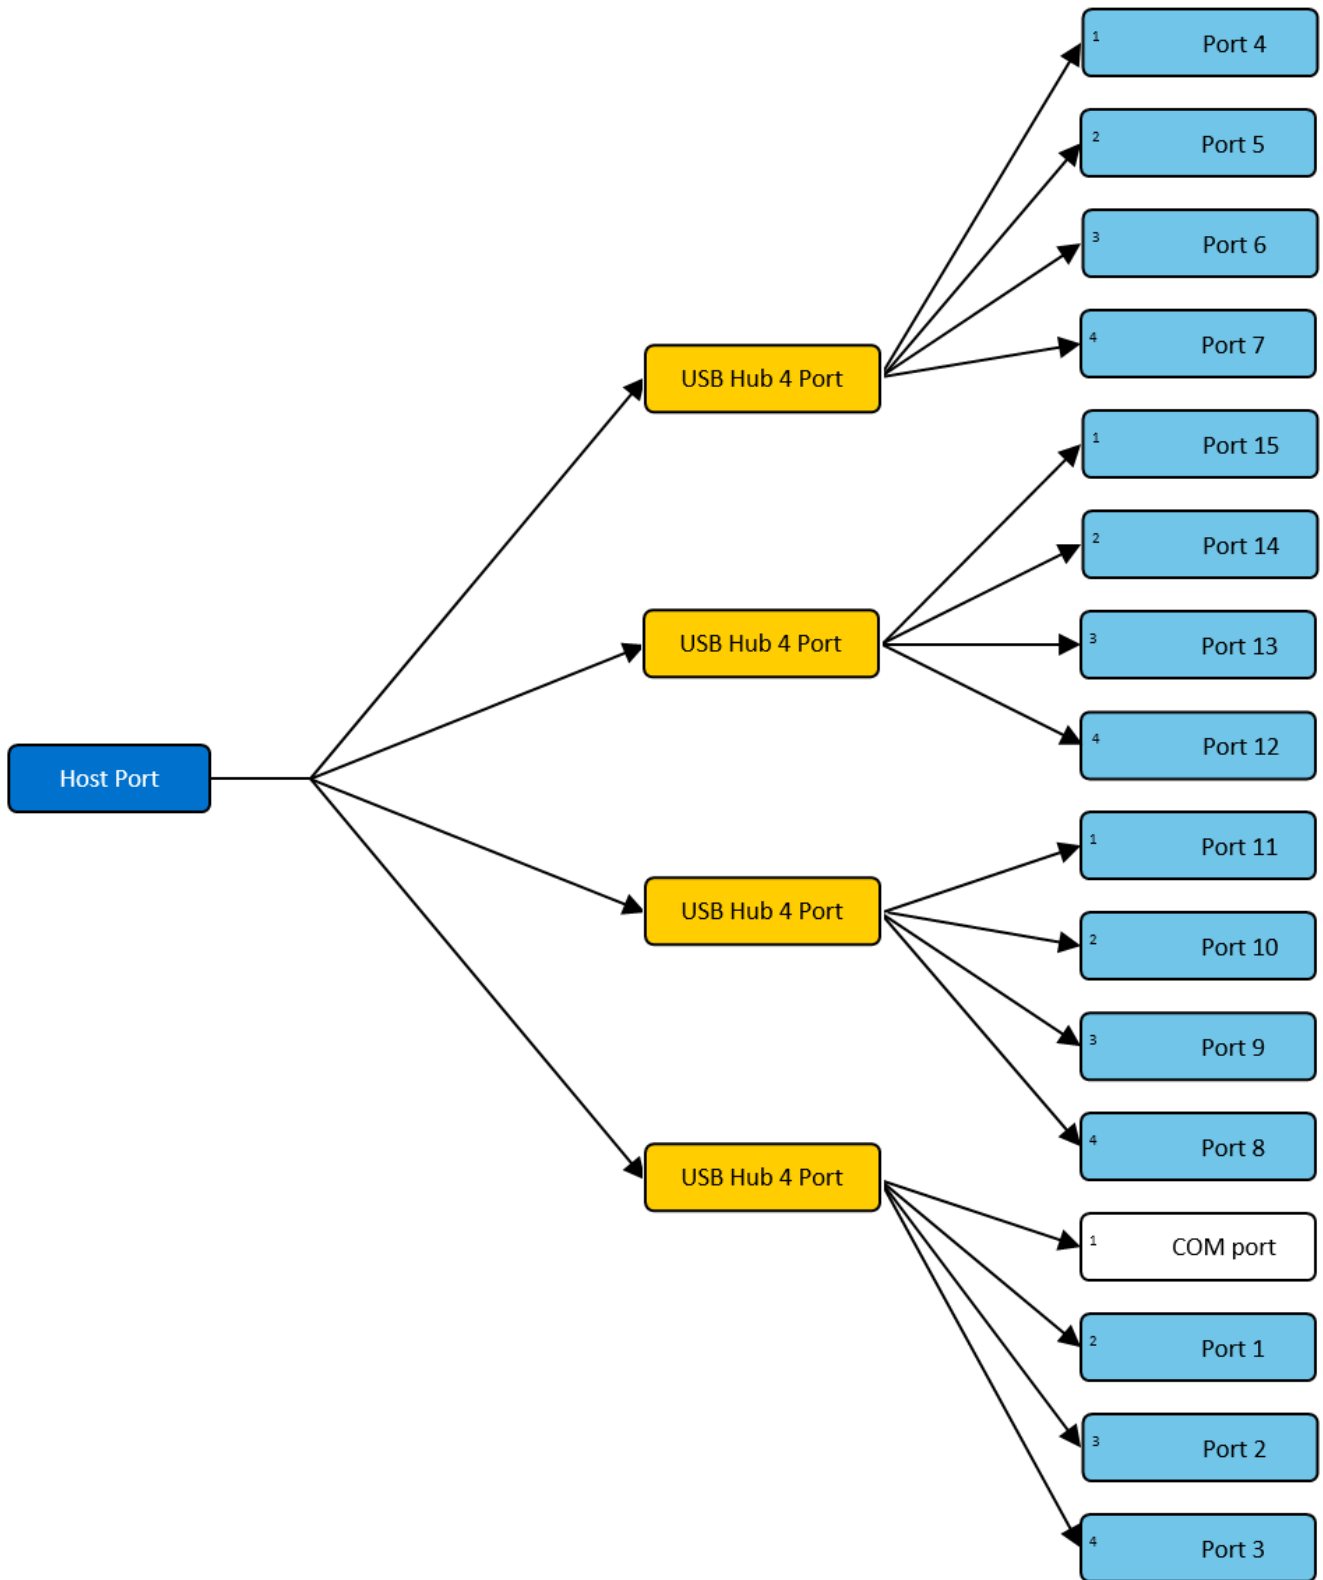 1 Port 4
2 Port 5
3 Port 6
4 Port 7
USB Hub 4 Port
1 Port 15
2 Port 14
USB Hub 4 Port
3 Port 13
4 Port 12
Host Port
1 Port 11
USB Hub 4 Port
2 Port 10
3 Port 9
4 Port 8
USB Hub 4 Port
1 COM port
2 Port 1
3 Port 2
4 Port 3